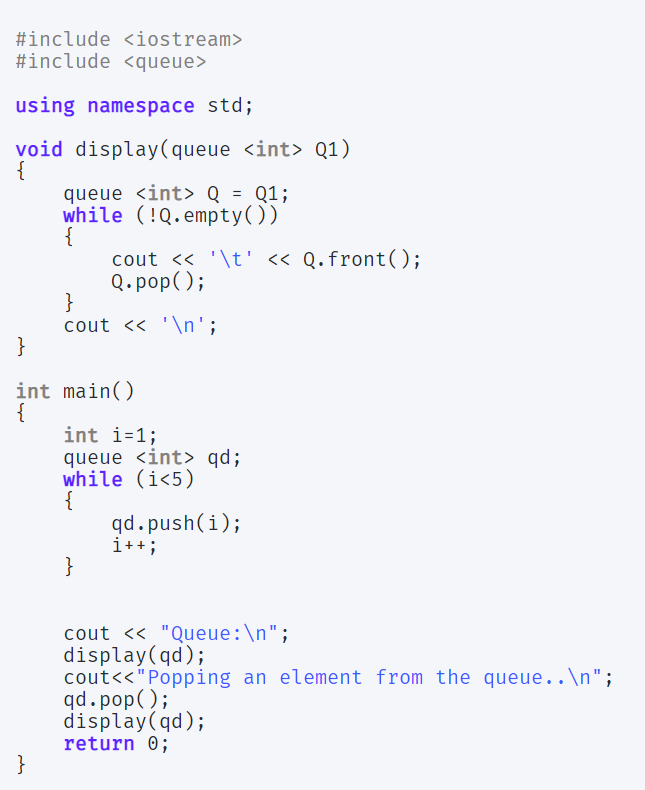 #include <iostream>
#include <queue>
using namespace std;
void display(queue <int> Q1)
{
    queue <int> Q = Q1;
    while (!Q.empty())
    {
        cout << '\t' << Q.front();
        Q.pop();
    }
    cout << '\n';
}
int main()
{
    int i=1;
    queue <int> qd;
    while (i<5)
    {
        qd.push(i);
        i++;
    }
    cout << "Queue:\n";
    display(qd);
    cout<<"Popping an element from the queue..\n";
    qd.pop();
    display(qd);
    return 0;
}